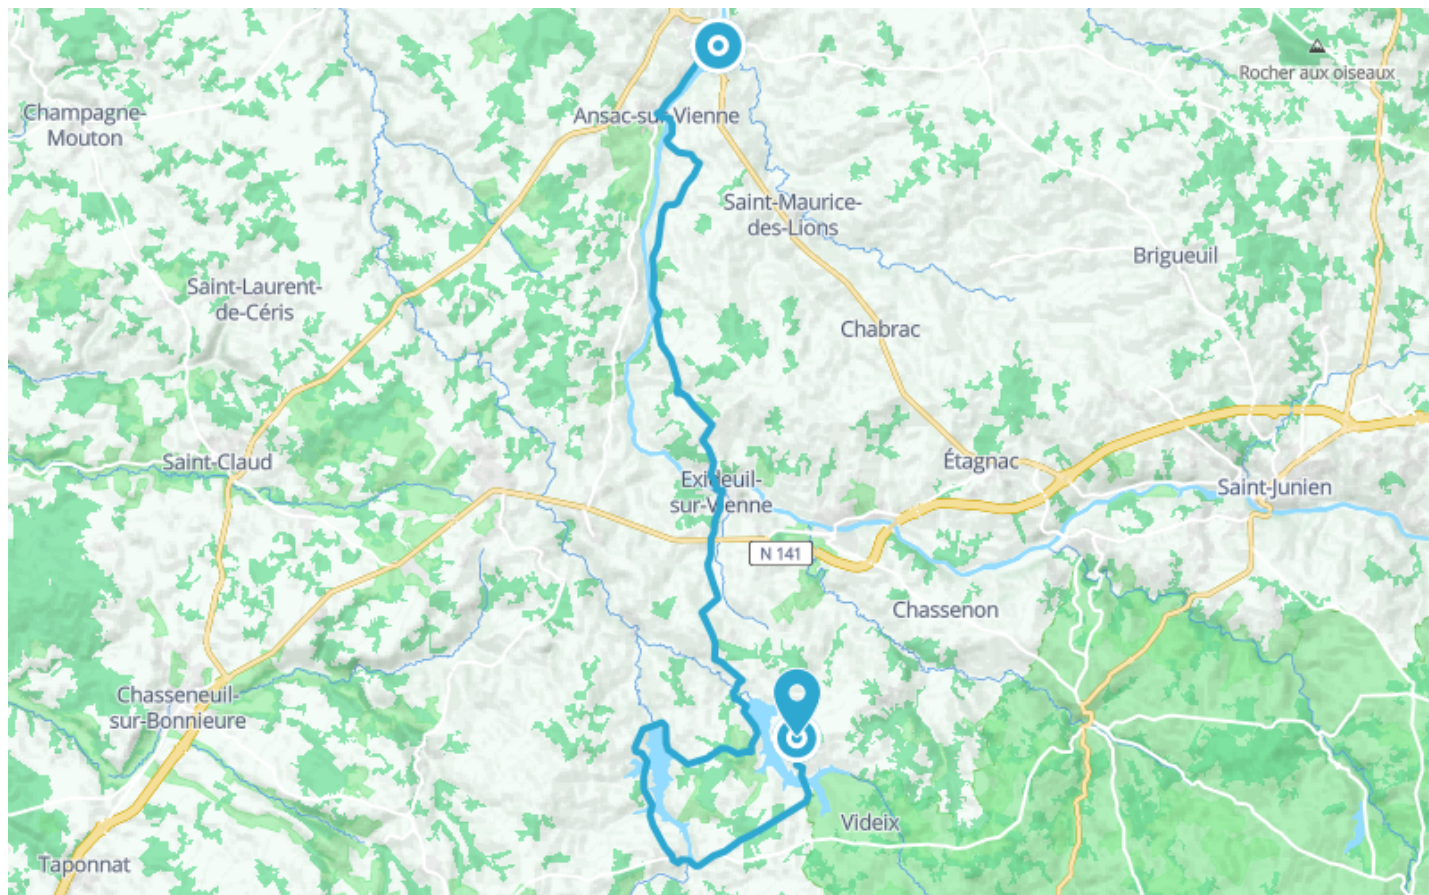 Rocher aux oiseaux
Champagne-
Mouton
Ansac-sur-Vienne
Saint-Maurice-
des-Lions
Brigueuil
Saint-Laurent-
de-Céris
Chabrac
Saint-Claud
Étagnac
Exideuil-
sur-Vienne
Saint-Junien
N 141
Chassenon
Chasseneuil-
sur-Bonnieure
Videix
Taponnat